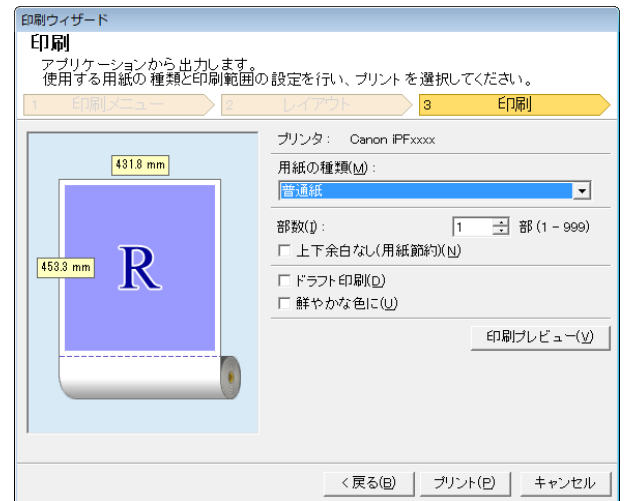 印刷ウィザード
印刷
アプリケーションから出力します。
使用する用紙の種類と印刷範囲の設定を行い、プリントを選択してください。
1 印刷メニュー 2 レイアウト 3 印刷
プリンタ： Canon iPFxxxx
431.8 mm
用紙の種類(M)：
普通紙
部数(I)： 1 部 (1 - 999)
上下余白なし(用紙節約)(N)
453.3 mm
R
ドラフト印刷(D)
鮮やかな色に(U)
印刷プレビュー(V)
< 戻る(B) プリント(P) キャンセル